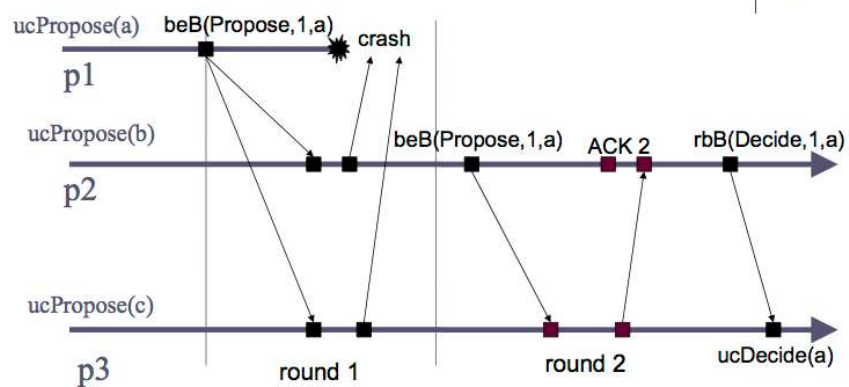 ucPropose(a)
beB(Propose,1,a)
crash
p1
ucPropose(b)
beB(Propose,1,a)
ACK 2
rbB(Decide,1,a)
p2
ucPropose(c)
ucDecide(a)
p3
round 1
round 2